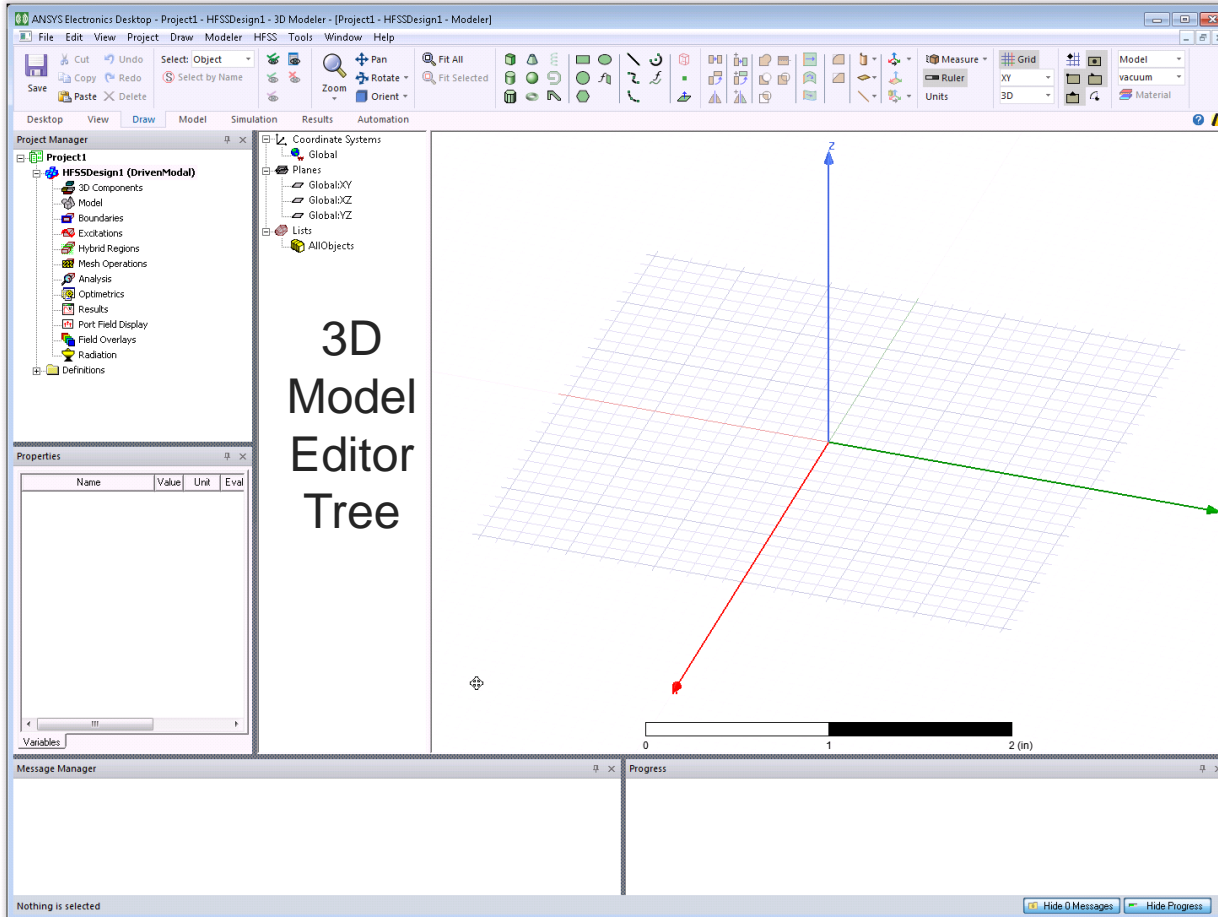 ANSYS Electronics Desktop - Project1 - HFSSDesign1 - 3D Modeler - [Project1 - HFSSDesign1 - Modeler]
File Edit View Project Draw Modeler HFSS Tools Window Help
Save
Cut Undo
Copy Redo
Paste Delete
Select: Object
Select by Name
Zoom
Pan
Rotate
Orient
Fit All
Fit Selected
Measure
Ruler
Units
Grid
XY
3D
Model
vacuum
Material
Desktop View Draw Model Simulation Results Automation
Project Manager
Project1
HFSSDesign1 (DrivenModal)
3D Components
Model
Boundaries
Excitations
Hybrid Regions
Mesh Operations
Analysis
Optimetrics
Results
Port Field Display
Field Overlays
Radiation
Definitions
Coordinate Systems
Global
Planes
Global:XY
Global:XZ
Global:YZ
Lists
AllObjects
3D
Model
Editor
Tree
Z
0 1 2 (in)
Properties
Name Value Unit Eval
Variables
Message Manager
Progress
Nothing is selected
Hide 0 Messages Hide Progress